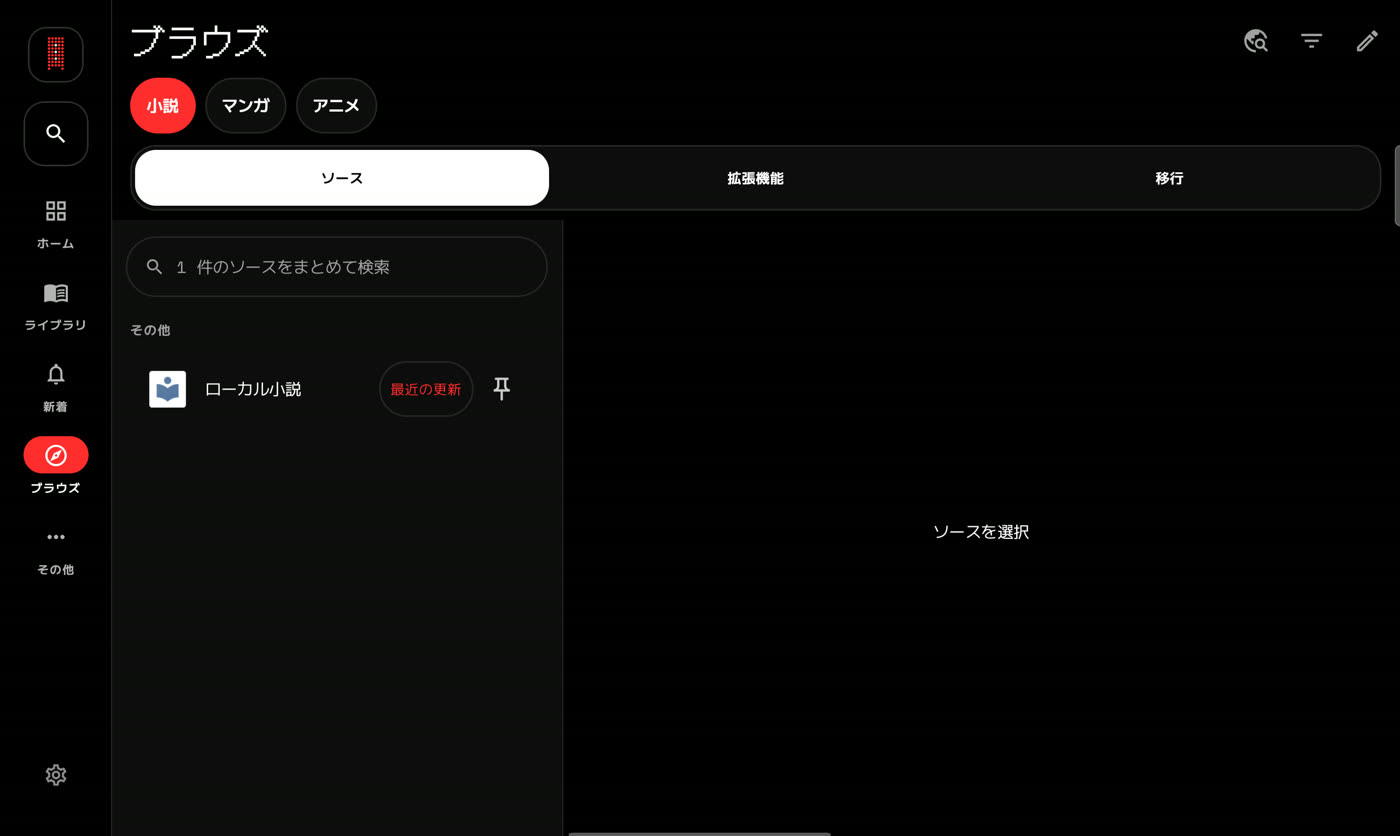 ブラウズ
小説
マンガ
アニメ
ソース
拡張機能
移行
1 件のソースをまとめて検索
その他
ローカル小説
最近の更新
ソースを選択
ホーム
ライブラリ
新着
ブラウズ
その他